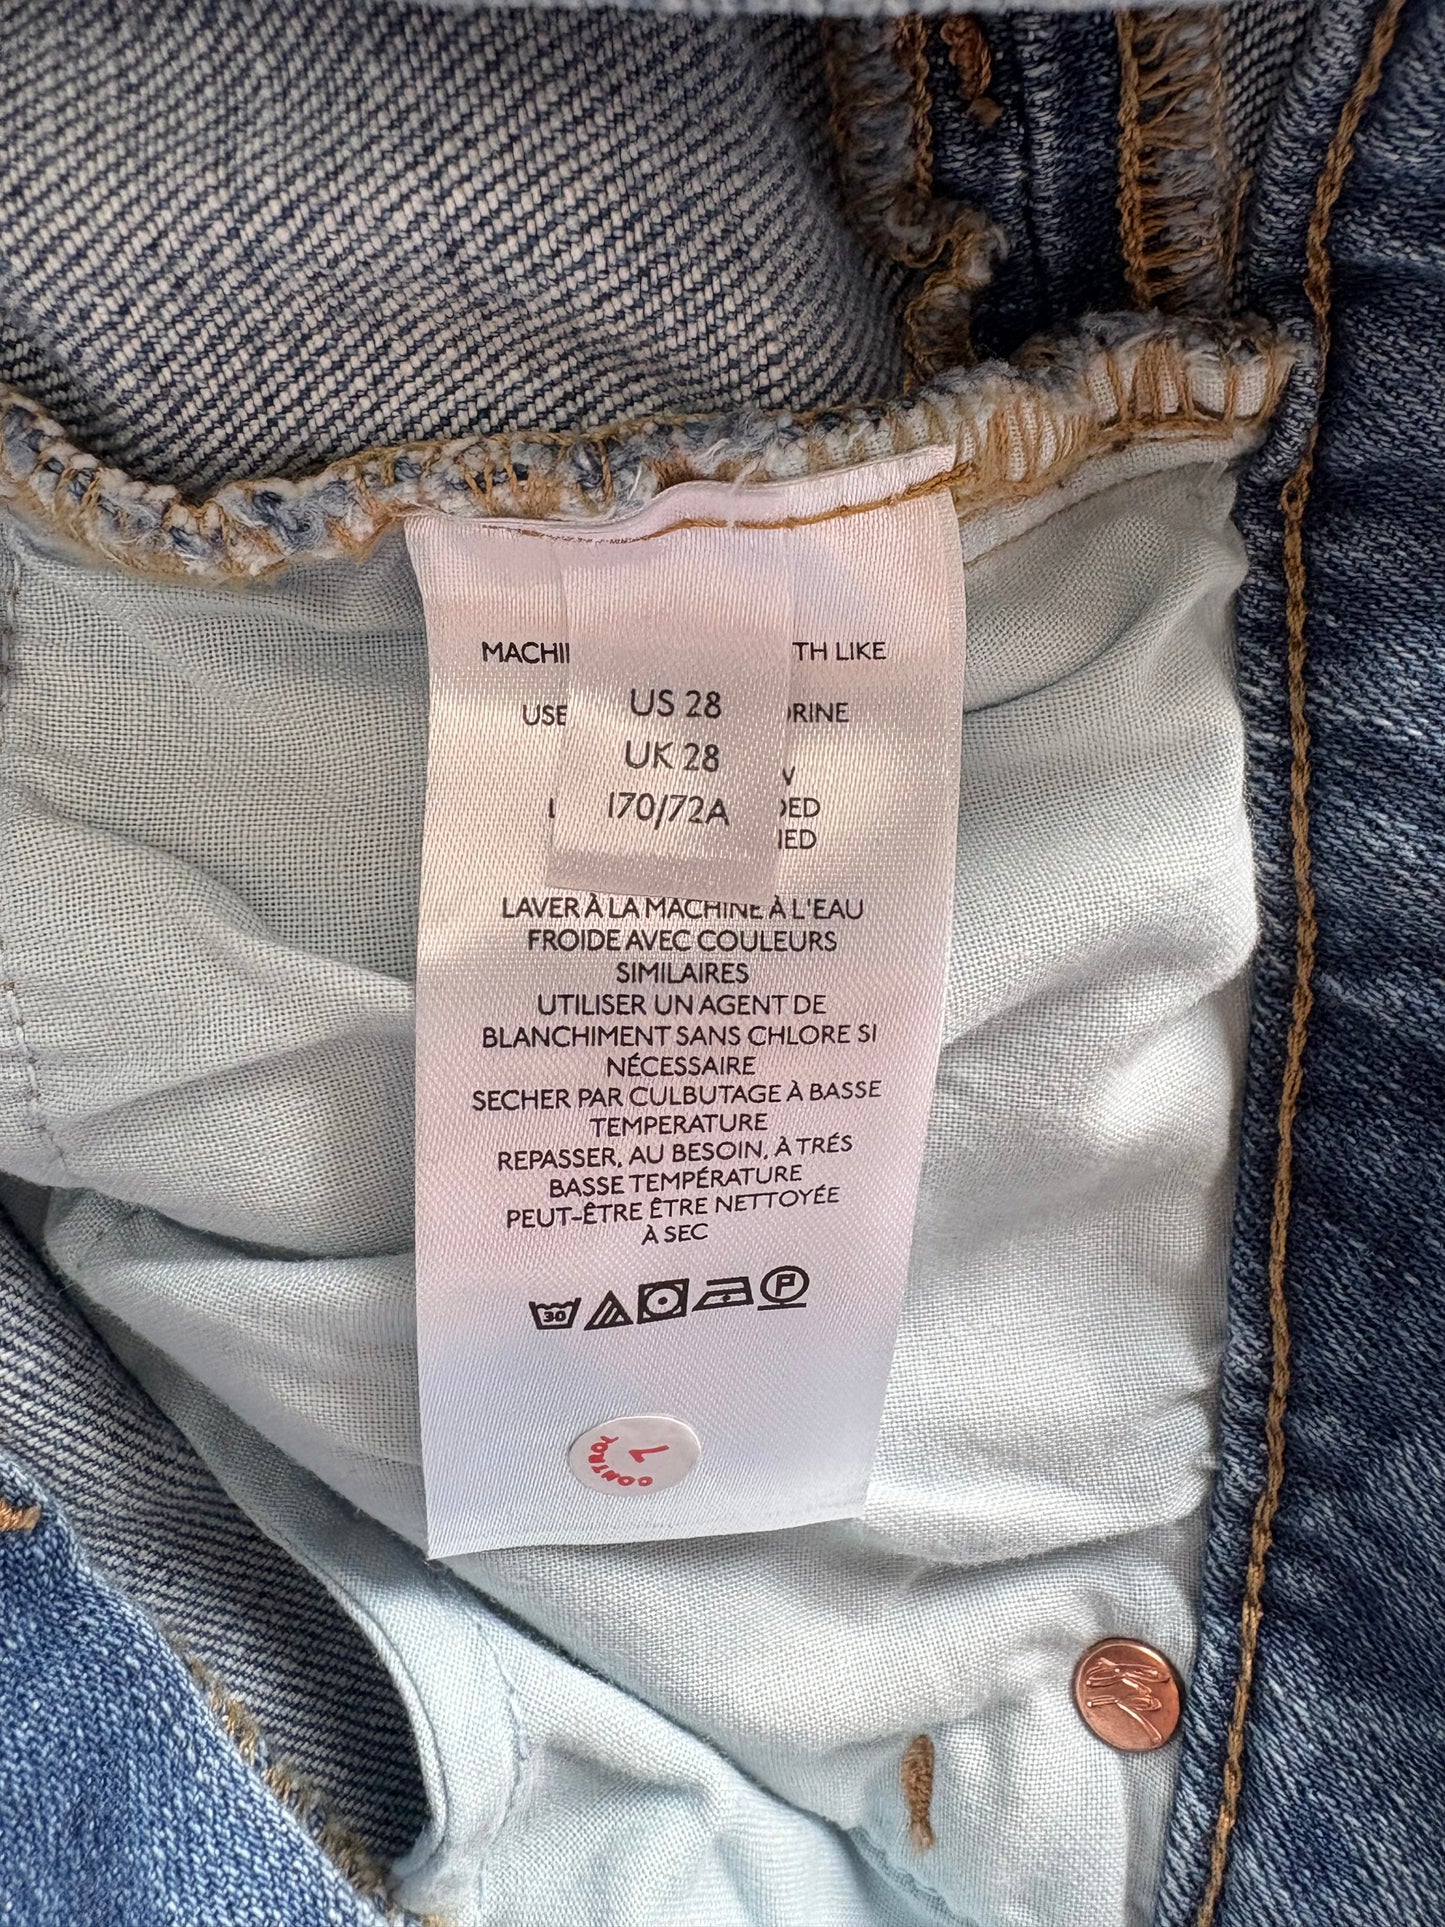 MACHI
TH LIKE
USE
ORINE
US 28
UK 28
170/72A
LAVER À LA MACHINE À L'EAU
FROIDE AVEC COULEURS
SIMILAIRES
UTILISER UN AGENT DE
BLANCHIMENT SANS CHLORE SI
NÉCESSAIRE
SECHER PAR CULBUTAGE À BASSE
TEMPERATURE
REPASSER, AU BESOIN, À TRÉS
BASSE TEMPÉRATURE
PEUT-ÊTRE ÊTRE NETTOYÉE
À SEC
30
P
CONTROL
7